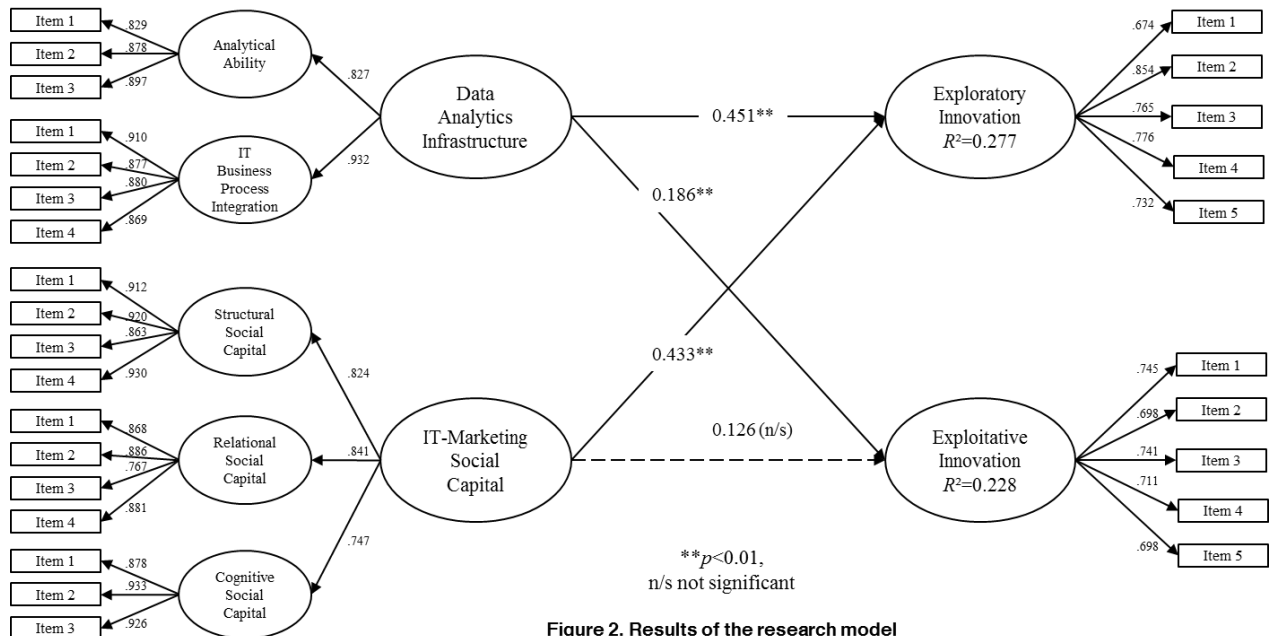 Item 1
.829
Item 2
.878
Item 3
.897
Analytical
Ability
Item 1
.910
Item 2
.877
Item 3
.880
Item 4
.869
IT
Business
Process
Integration
.827
.932
Data
Analytics
Infrastructure
Item 1
.912
Item 2
.920
Item 3
.863
Item 4
.930
Structural
Social
Capital
Item 1
.868
Item 2
.886
Item 3
.767
Item 4
.881
Relational
Social
Capital
Item 1
.878
Item 2
.933
Item 3
.926
Cognitive
Social
Capital
.824
.841
.747
IT-Marketing
Social
Capital
0.451**
0.186**
0.433**
0.126 (n/s)
Exploratory
Innovation
R²=0.277
.674
Item 1
.854
Item 2
.765
Item 3
.776
Item 4
.732
Item 5
Exploitative
Innovation
R²=0.228
.745
Item 1
.698
Item 2
.741
Item 3
.711
Item 4
.698
Item 5
**p<0.01,
n/s not significant
Figure 2. Results of the research model